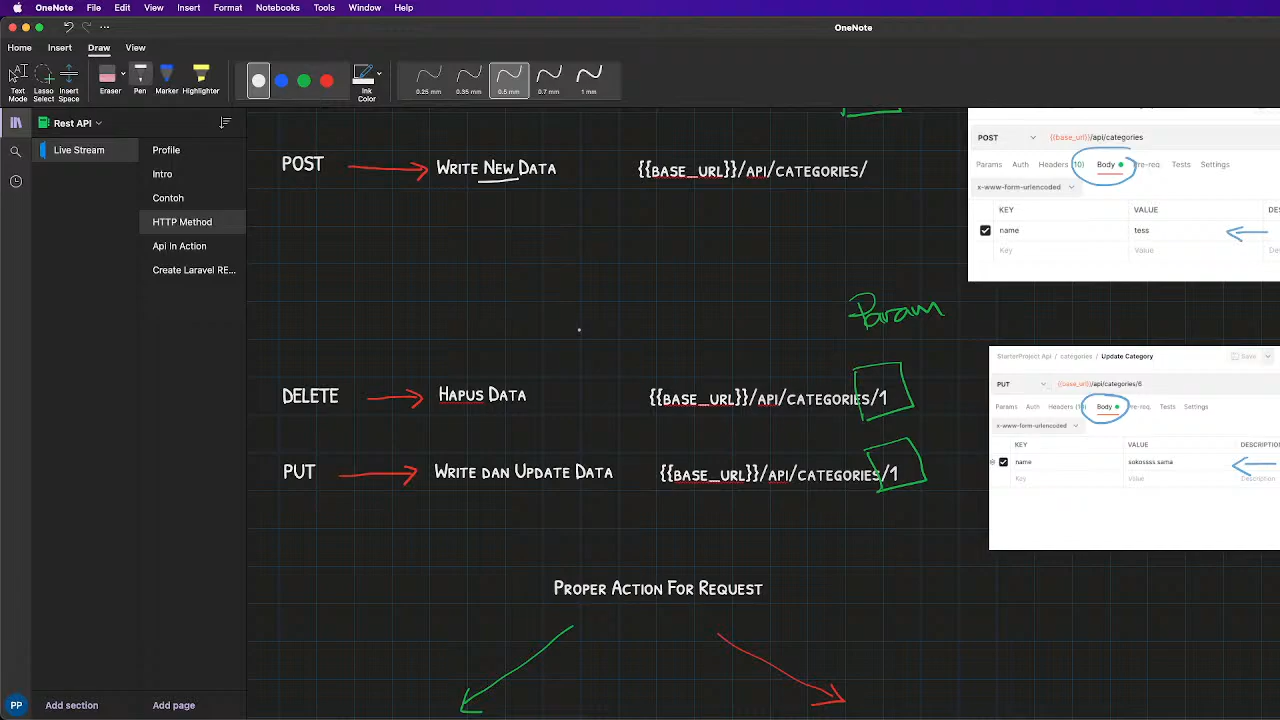 OneNote File Edit View Insert Format Notebooks Tools Window Help
OneNote
Home Insert Draw View
Text Select
Lasso Select
Insert Space
Eraser
Pen
Marker
Highlighter
Ink Color
0.25 mm
0.35 mm
0.5 mm
0.7 mm
1 mm
Rest API
Live Stream
Profile
Intro
Contoh
HTTP Method
Api In Action
Create Laravel RE...
POST
Write New Data
{{BASE_URL}}/api/CATEGORIES/
POST {{base_url}}/api/categories
Params Auth Headers (10) Body Pre-req. Tests Settings
x-www-form-urlencoded
KEY VALUE DES
name tess
Key Value De
Param
DELETE
Hapus Data
{{BASE_URL}}/api/CATEGORIES/1
PUT
Write dan Update Data
{{BASE_URL}}/api/CATEGORIES/1
StarterProject Api / categories / Update Category
Save
PUT {{base_url}}/api/categories/6
Params Auth Headers Body Pre-req. Tests Settings
x-www-form-urlencoded
KEY VALUE DESCRIPTION
name sokossss sama
Key Value Description
Proper Action For Request
PP
Add section
Add page